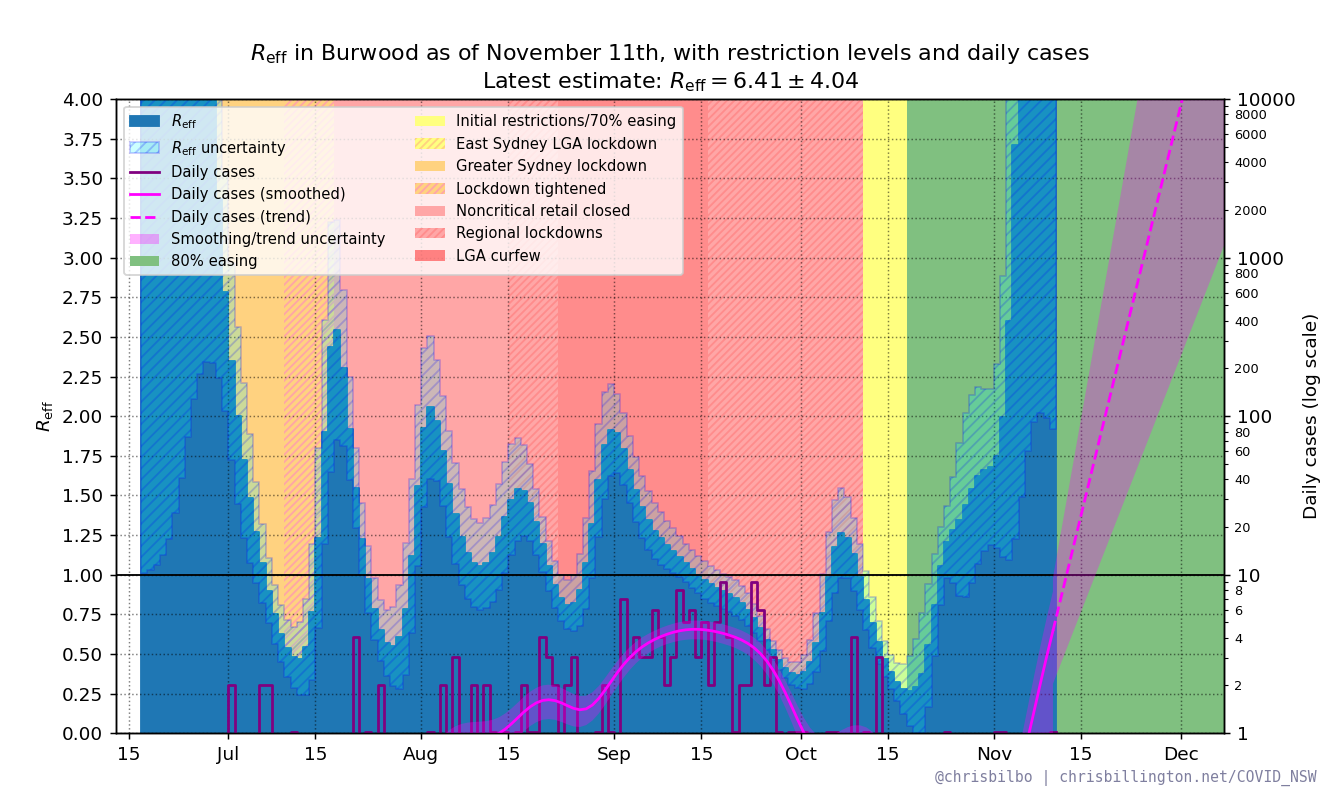 R_eff in Burwood as of November 11th, with restriction levels and daily cases
Latest estimate: R_eff = 6.41 ± 4.04
4.00
3.75
3.50
3.25
3.00
2.75
2.50
2.25
2.00
1.75
1.50
1.25
1.00
0.75
0.50
0.25
0.00
R_eff
R_eff
R_eff uncertainty
Daily cases
Daily cases (smoothed)
Daily cases (trend)
Smoothing/trend uncertainty
80% easing
Initial restrictions/70% easing
East Sydney LGA lockdown
Greater Sydney lockdown
Lockdown tightened
Noncritical retail closed
Regional lockdowns
LGA curfew
10000
8000
6000
4000
2000
1000
800
600
400
200
100
80
60
40
20
10
8
6
4
2
1
Daily cases (log scale)
15 Jul 15 Aug 15 Sep 15 Oct 15 Nov 15 Dec
@chrisbilbo | chrisbillington.net/COVID_NSW